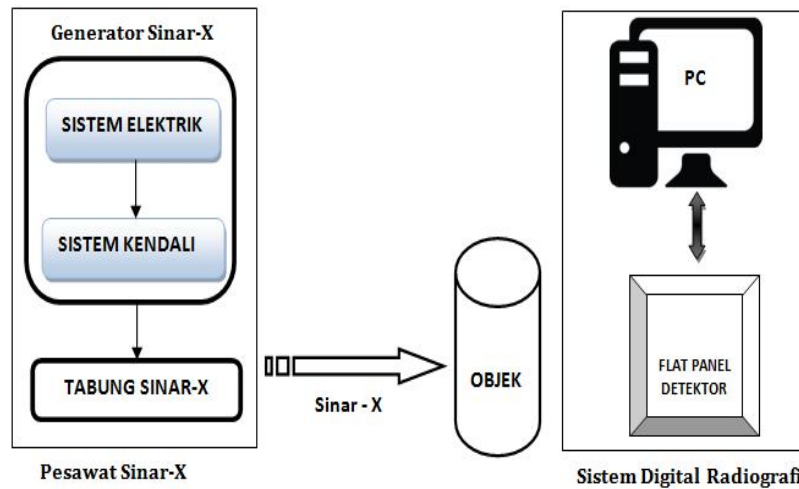 Generator Sinar-X
SISTEM ELEKTRIK
SISTEM KENDALI
TABUNG SINAR-X
Pesawat Sinar-X
Sinar - X
OBJEK
PC
FLAT PANEL
DETEKTOR
Sistem Digital Radiografi